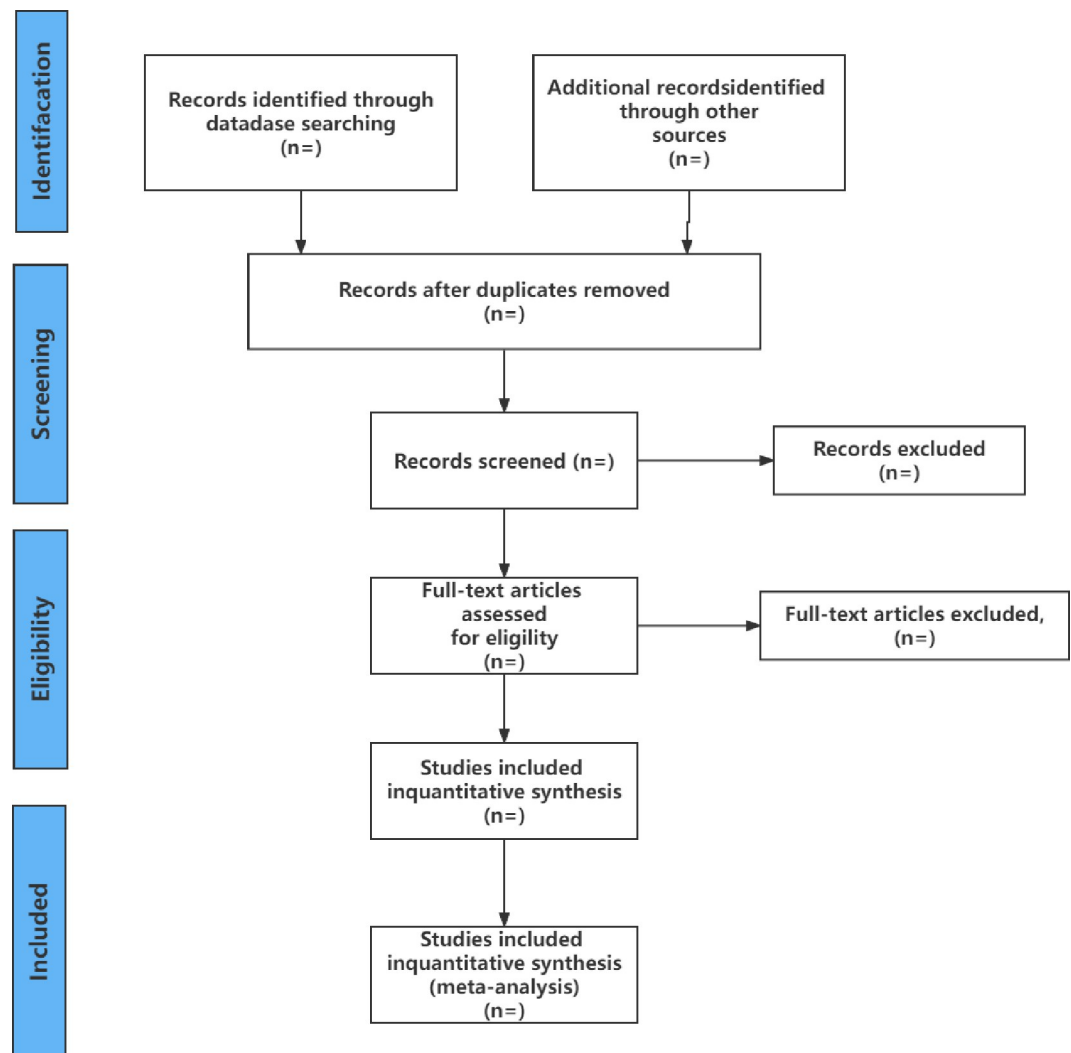 Identifacation
Records identified through
datadase searching
(n=)
Additional recordsidentified
through other
sources
(n=)
Screening
Records after duplicates removed
(n=)
Records screened (n=)
Records excluded
(n=)
Eligibility
Full-text articles
assessed
for eligility
(n=)
Full-text articles excluded,
(n=)
Studies included
inquantitative synthesis
(n=)
Included
Studies included
inquantitative synthesis
(meta-analysis)
(n=)